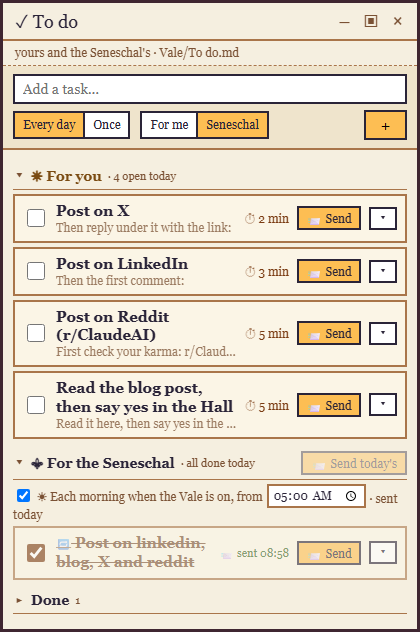 ✓ To do
yours and the Seneschal's · Vale/To do.md
Add a task...
Every day Once For me Seneschal +
For you · 4 open today
Post on X
Then reply under it with the link:
2 min Send
Post on LinkedIn
Then the first comment:
3 min Send
Post on Reddit
(r/ClaudeAI)
First check your karma: r/Claud...
5 min Send
Read the blog post,
then say yes in the Hall
Read it here, then say yes in the ...
5 min Send
For the Seneschal · all done today Send today's
Each morning when the Vale is on, from 05:00 AM · sent
today
Post on linkedin,
blog, X and reddit
sent 08:58 Send
Done 1